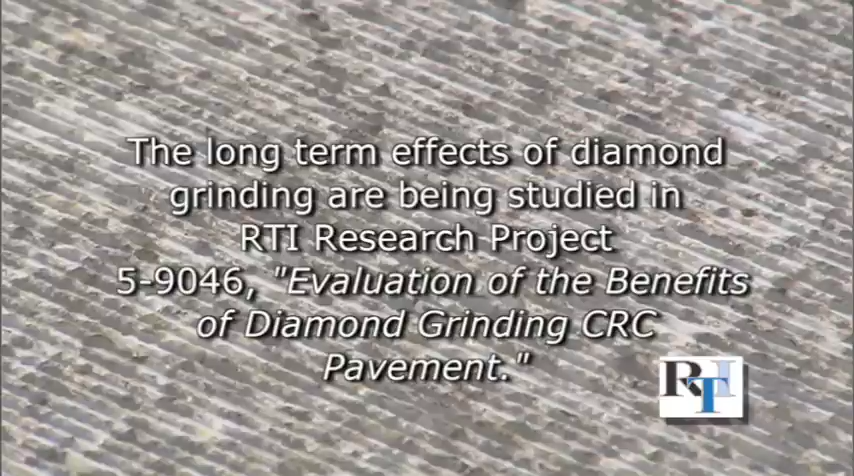 The long term effects of diamond
grinding are being studied in
RTI Research Project
5-9046, "Evaluation of the Benefits
of Diamond Grinding CRC
Pavement."
RTI